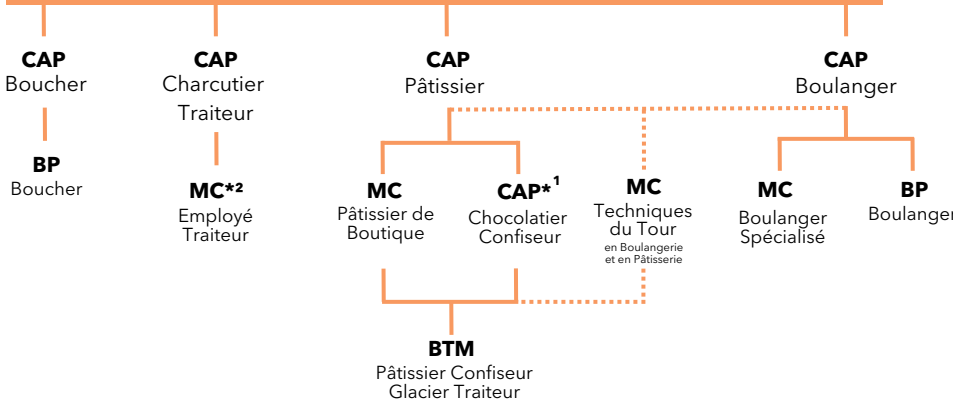 CAP
Boucher
CAP
Charcutier
Traiteur
CAP
Pâtissier
CAP
Boulanger
BP
Boucher
MC*²
Employé
Traiteur
MC
Pâtissier de
Boutique
CAP*¹
Chocolatier
Confiseur
MC
Techniques
du Tour
en Boulangerie
et en Pâtisserie
MC
Boulanger
Spécialisé
BP
Boulanger
BTM
Pâtissier Confiseur
Glacier Traiteur